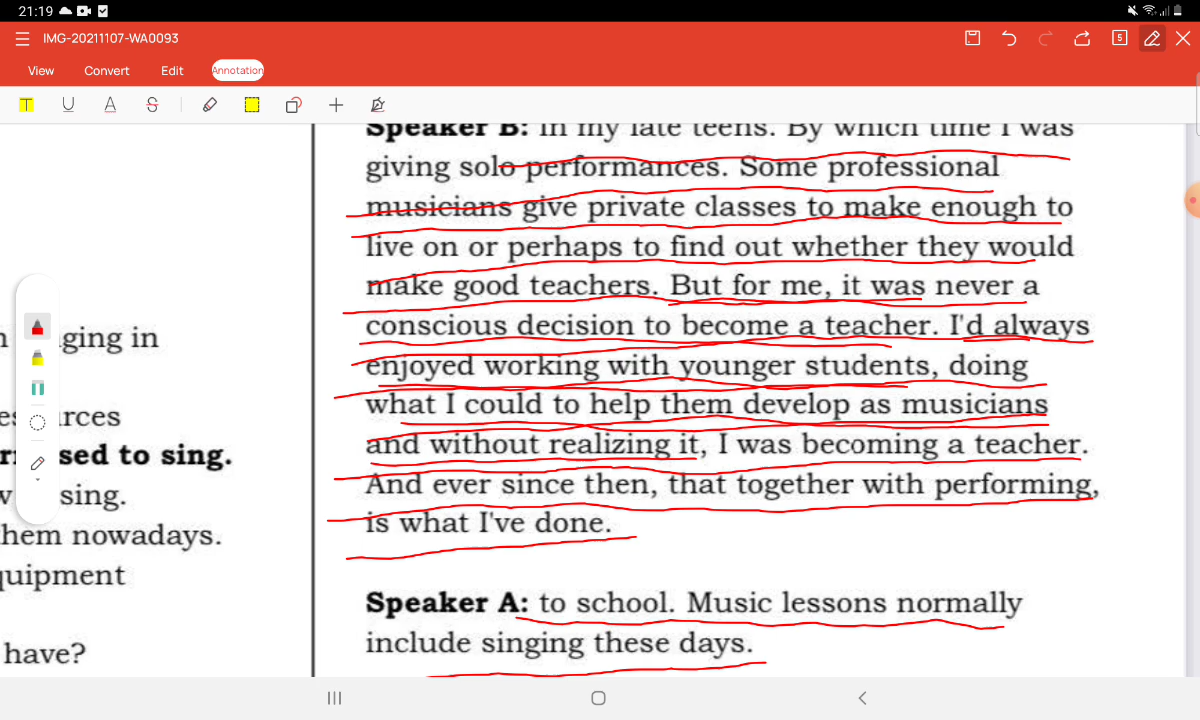 21:19
IMG-20211107-WA0093
5
View Convert Edit Annotation
T U A S
ging in
rces
sed to sing.
sing.
hem nowadays.
quipment
have?
Speaker B: In my late teens. By which time I was
giving solo performances. Some professional
musicians give private classes to make enough to
live on or perhaps to find out whether they would
make good teachers. But for me, it was never a
conscious decision to become a teacher. I'd always
enjoyed working with younger students, doing
what I could to help them develop as musicians
and without realizing it, I was becoming a teacher.
And ever since then, that together with performing,
is what I've done.
Speaker A: to school. Music lessons normally
include singing these days.